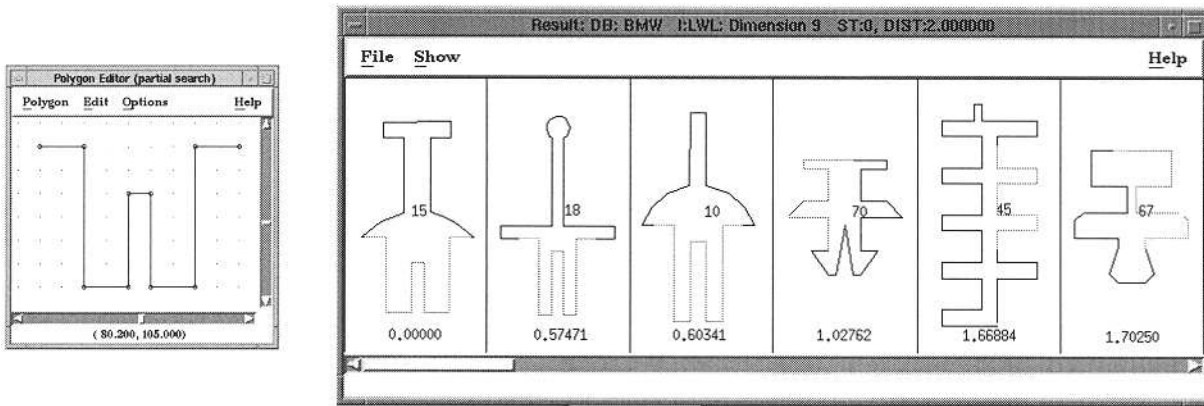 Polygon Editor (partial search)
Polygon Edit Options Help
( 80.200, 105.000)
Result: DB: BMW I:LWL: Dimension 9 ST:0, DIST:2.000000
File Show Help
15 18 10 70 45 67
0.00000 0.57471 0.60341 1.02762 1.66884 1.70250